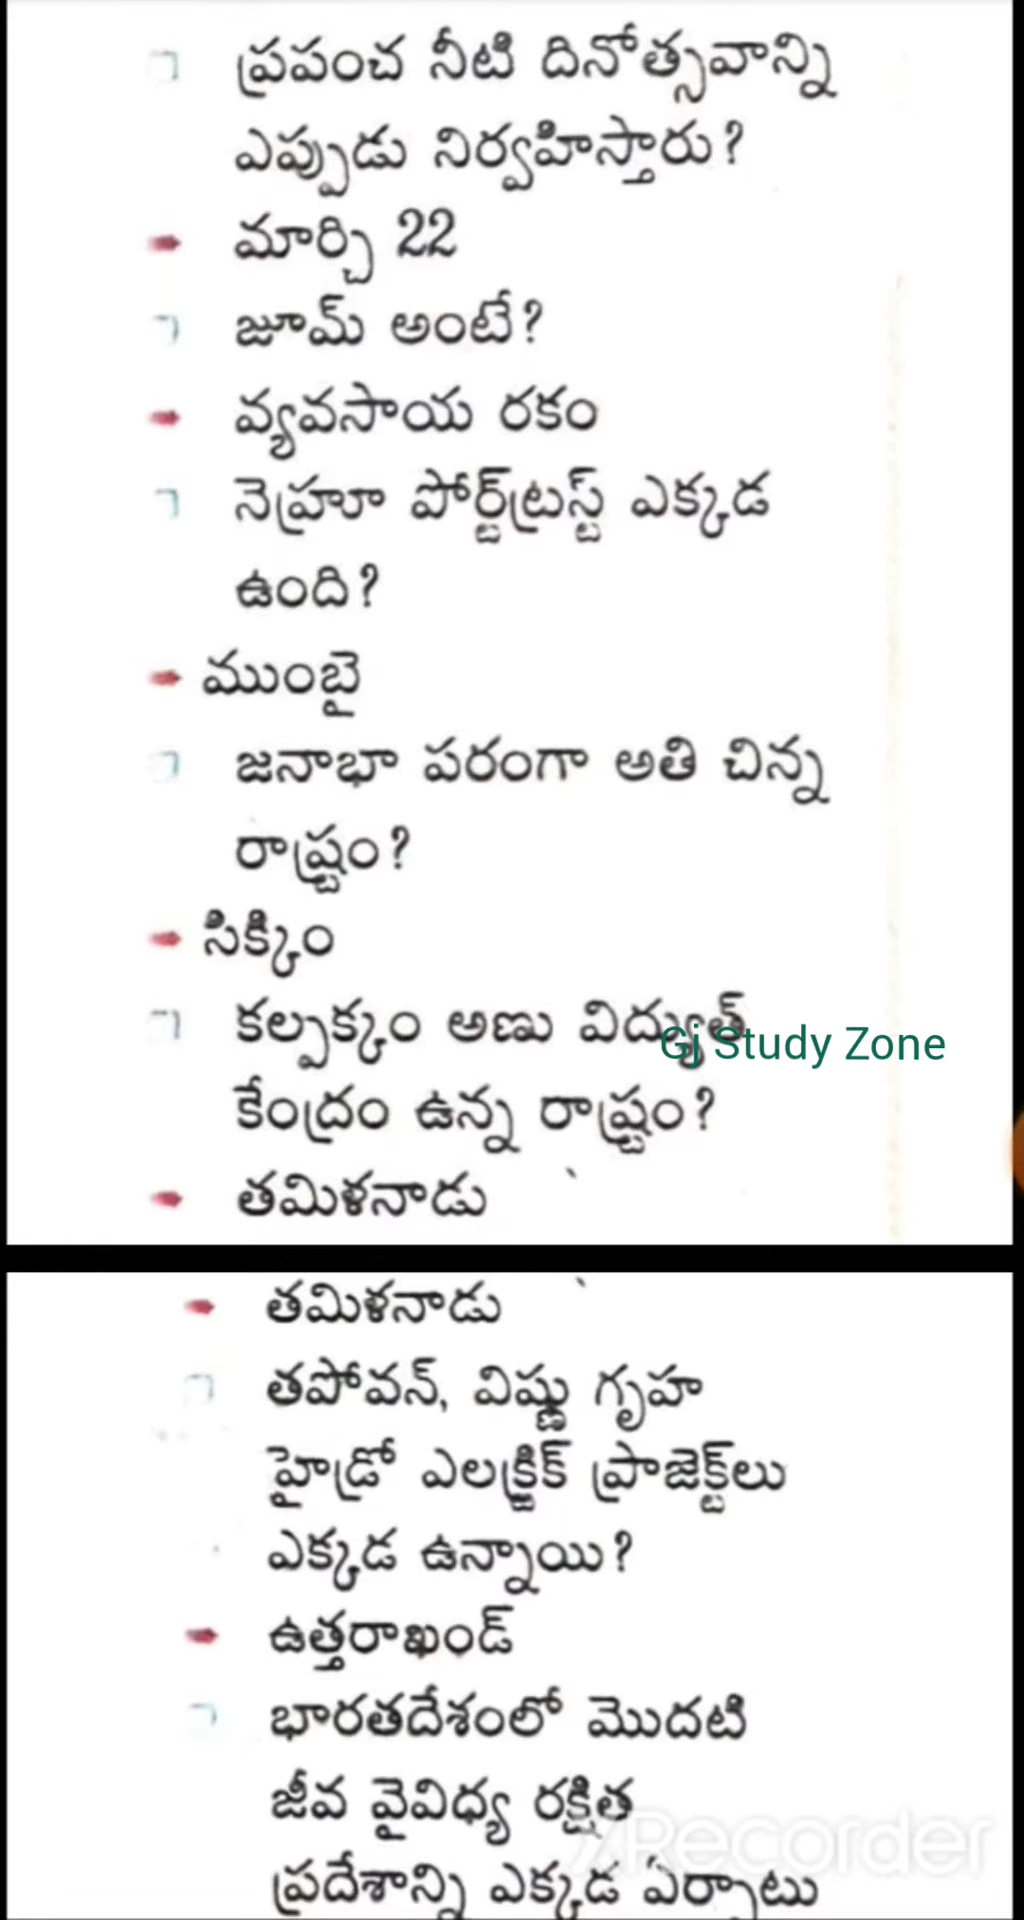 ప్రపంచ నీటి దినోత్సవాన్ని
ఎప్పుడు నిర్వహిస్తారు?
మార్చి 22
జూమ్ అంటే?
వ్యవసాయ రకం
నెహ్రూ పోర్ట్‌ట్రస్ట్ ఎక్కడ
ఉంది?
ముంబై
జనాభా పరంగా అతి చిన్న
రాష్ట్రం?
సిక్కిం
కల్పక్కం అణు విద్యుత్
Gj Study Zone
కేంద్రం ఉన్న రాష్ట్రం?
తమిళనాడు
తమిళనాడు
తపోవన్, విష్ణు గృహ
హైడ్రో ఎలక్ట్రిక్ ప్రాజెక్ట్‌లు
ఎక్కడ ఉన్నాయి?
ఉత్తరాఖండ్
భారతదేశంలో మొదటి
జీవ వైవిధ్య రక్షిత
XRecorder
ప్రదేశాన్ని ఎక్కడ ఏర్పాటు